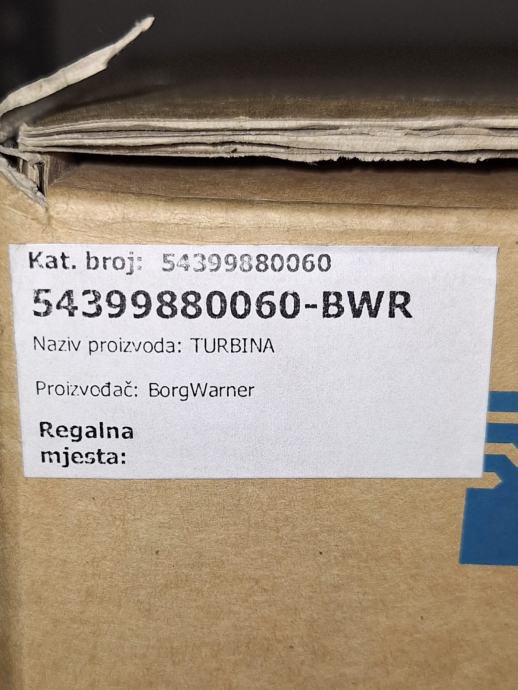 Kat. broj: 54399880060
54399880060-BWR
Naziv proizvoda: TURBINA
Proizvođač: BorgWarner
Regalna
mjesta: